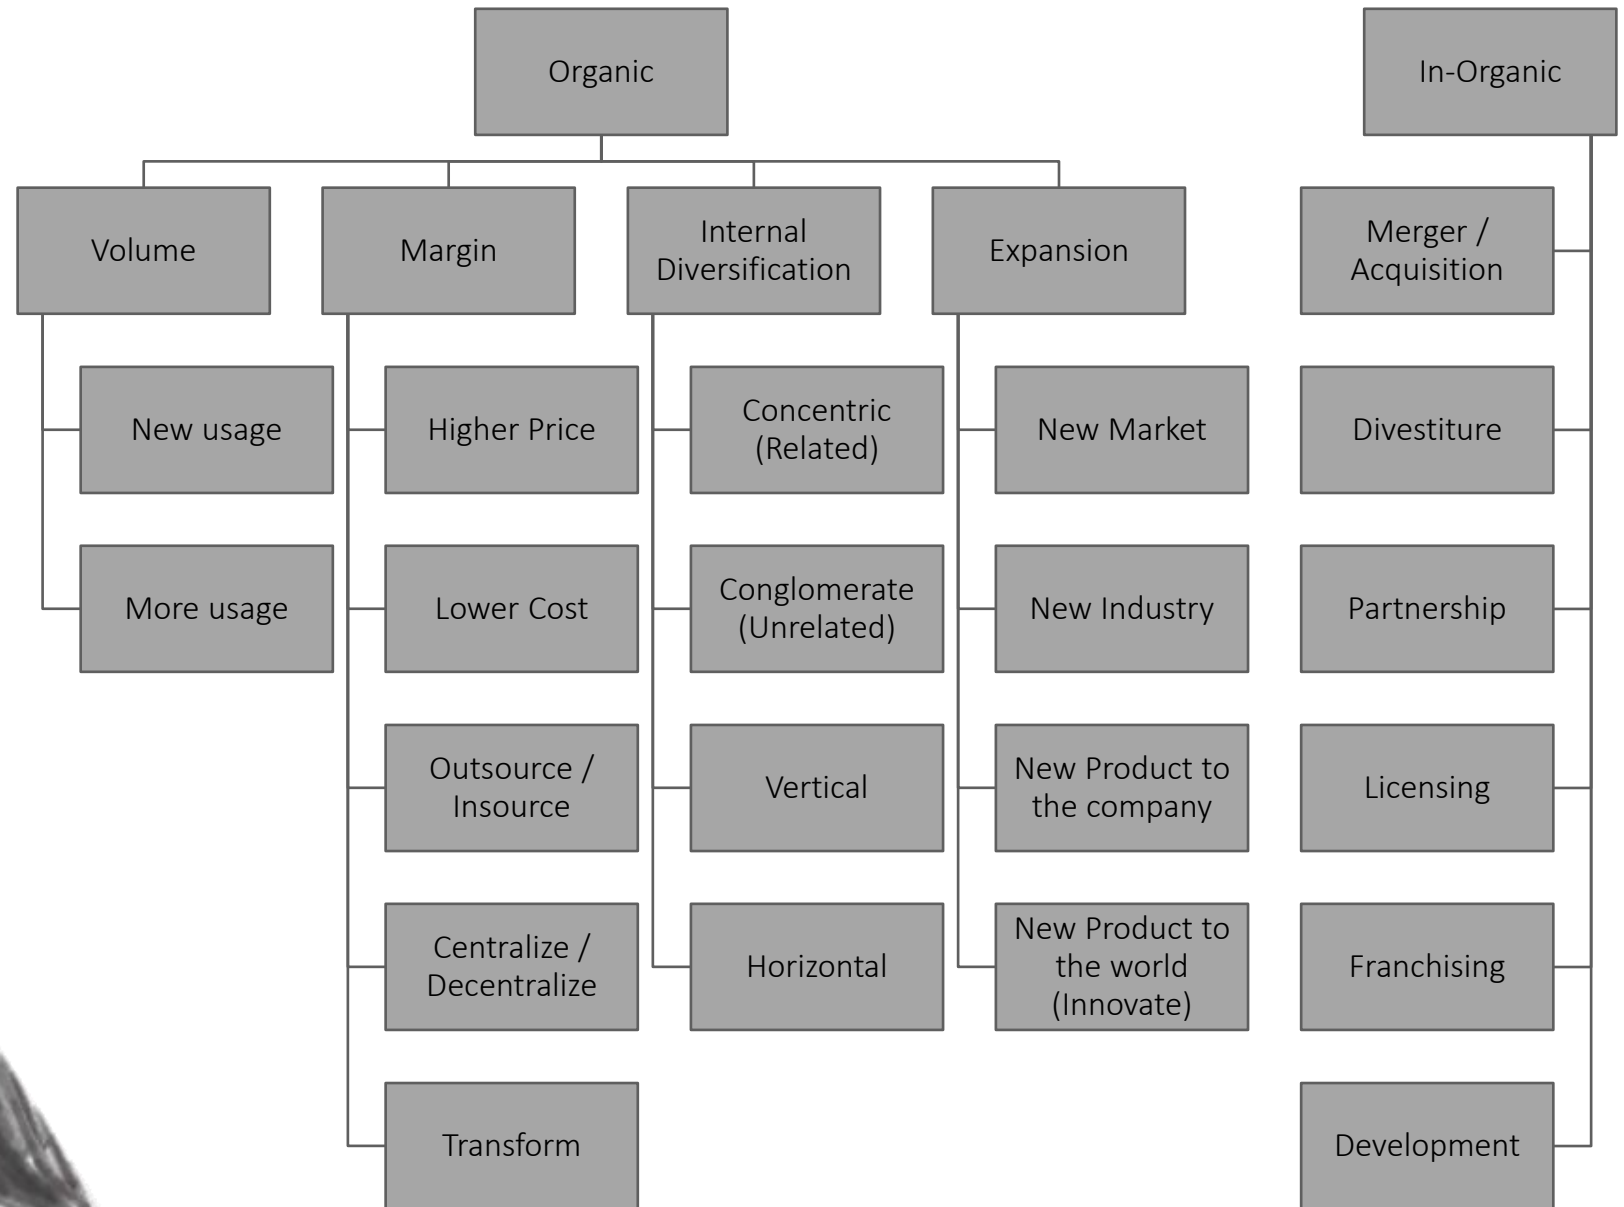 Organic
In-Organic
Volume
Margin
Internal
Diversification
Expansion
Merger /
Acquisition
New usage
Higher Price
Concentric
(Related)
New Market
Divestiture
More usage
Lower Cost
Conglomerate
(Unrelated)
New Industry
Partnership
Outsource /
Insource
Vertical
New Product to
the company
Licensing
Centralize /
Decentralize
Horizontal
New Product to
the world
(Innovate)
Franchising
Transform
Development